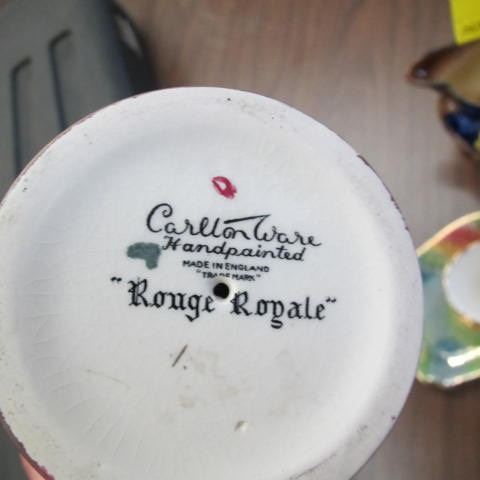 Carlton Ware
Handpainted
MADE IN ENGLAND
"TRADE MARK"
"Rouge Royale"